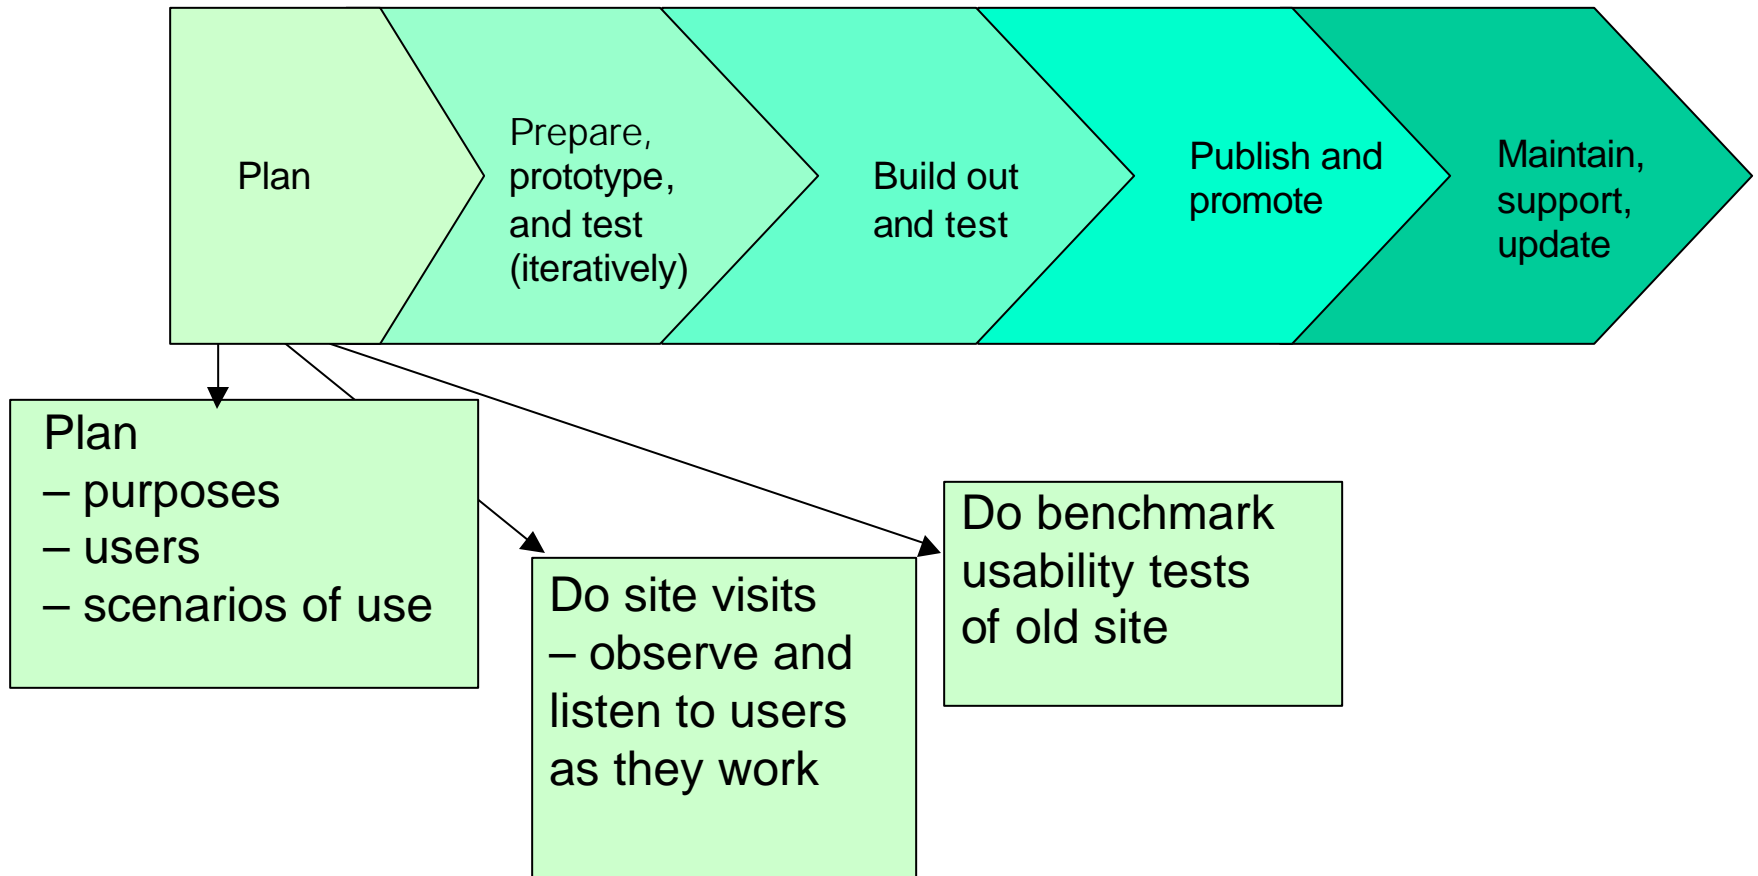 Plan
Prepare,
prototype,
and test
(iteratively)
Build out
and test
Publish and
promote
Maintain,
support,
update
Plan
– purposes
– users
– scenarios of use
Do site visits
– observe and
listen to users
as they work
Do benchmark
usability tests
of old site